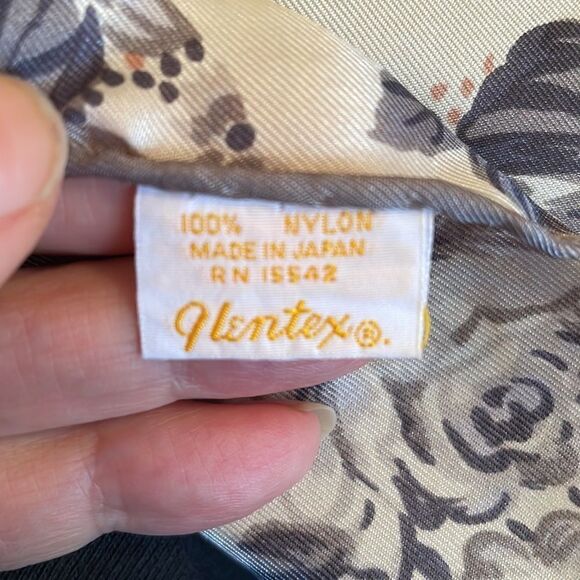 100% NYLON
MADE IN JAPAN
RN 15542
Glentex®.